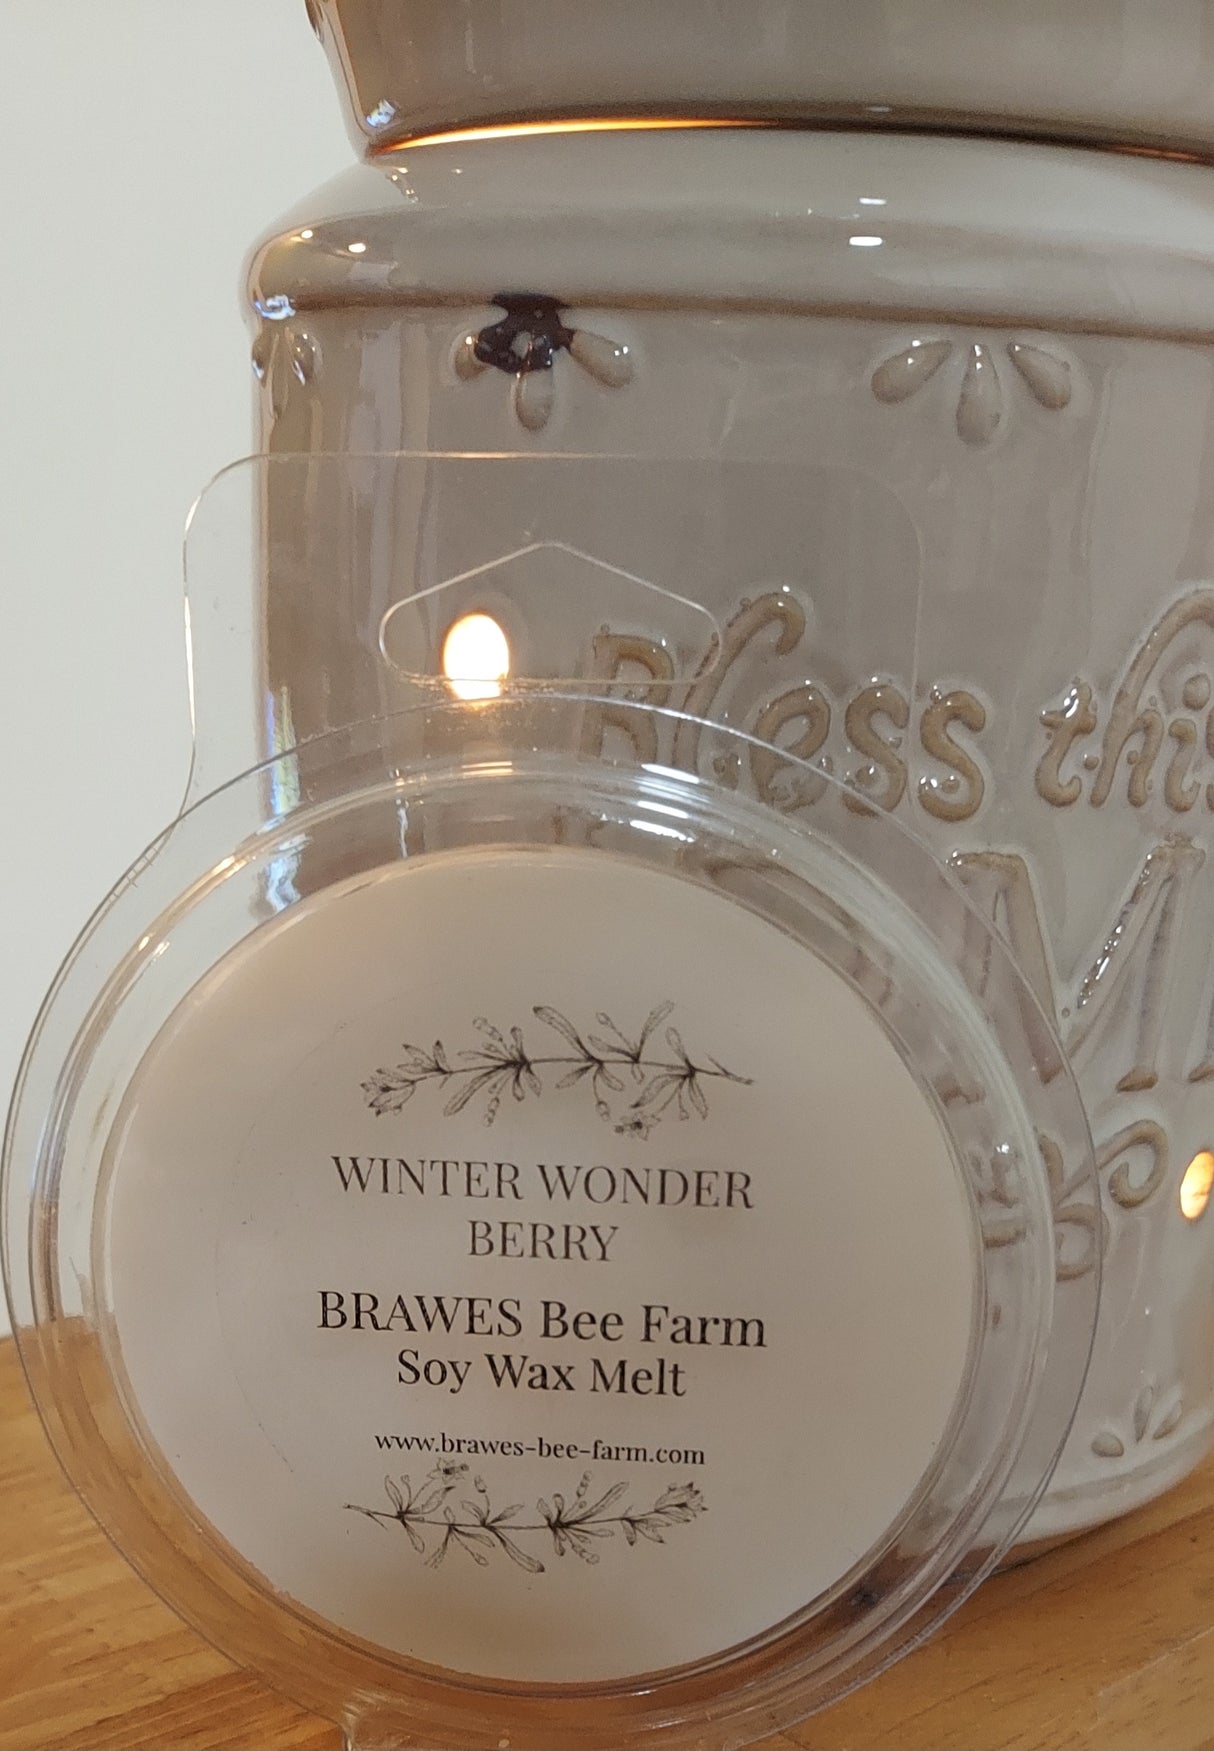 Bless this
WINTER WONDER
BERRY
BRAWES Bee Farm
Soy Wax Melt
www.brawes-bee-farm.com